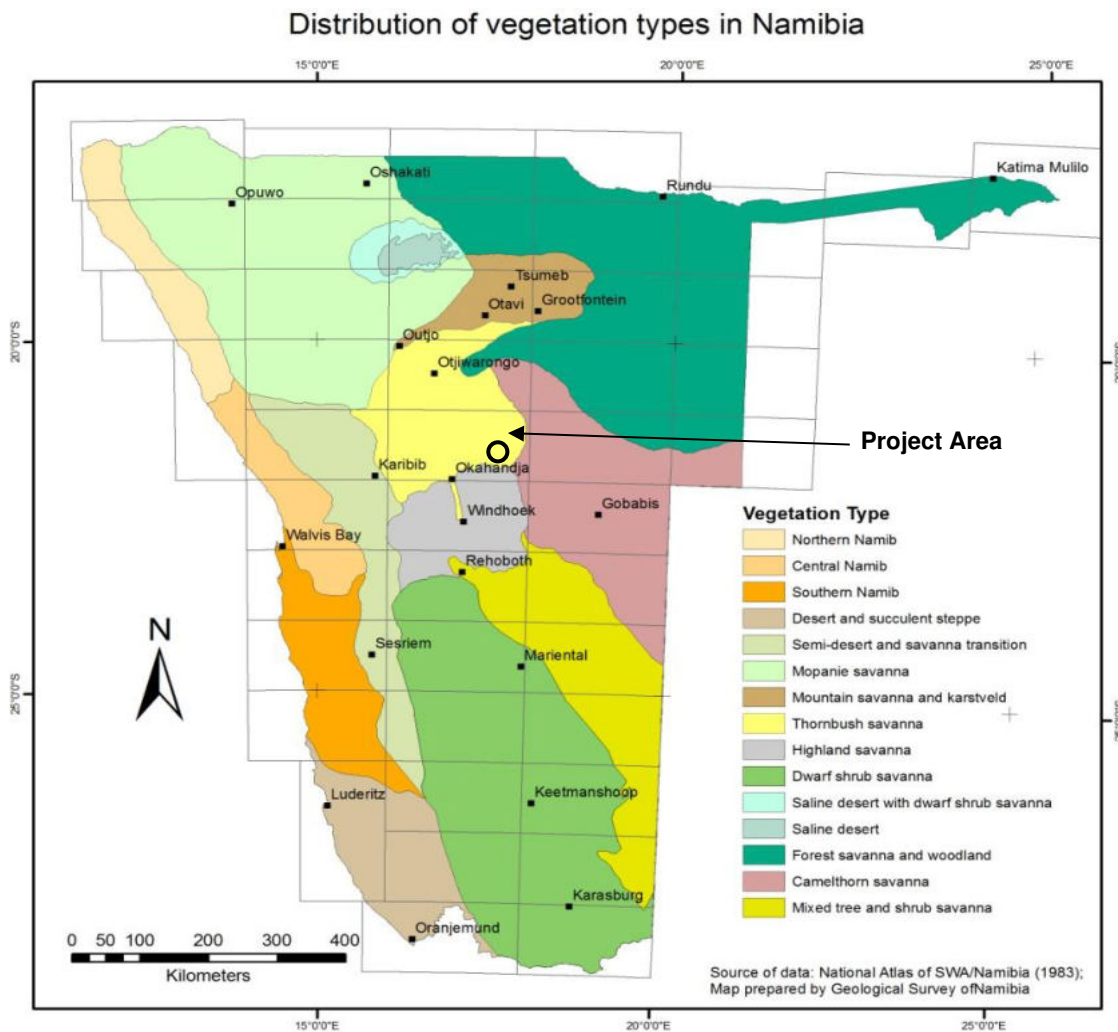 Distribution of vegetation types in Namibia
15°0'0"E
20°0'0"E
25°0'0"E
Katima Mulilo
Oshakati
Opuwo
Rundu
Tsumeb
Otavi
Grootfontein
20°0'0"S
Outjo
Otjiwarongo
Project Area
Karibib
Okahandja
Windhoek
Gobabis
Walvis Bay
Rehoboth
Vegetation Type
Northern Namib
Central Namib
Southern Namib
Desert and succulent steppe
Semi-desert and savanna transition
Mopanie savanna
Mountain savanna and karstveld
Thornbush savanna
Highland savanna
Dwarf shrub savanna
Saline desert with dwarf shrub savanna
Saline desert
Forest savanna and woodland
Camelthorn savanna
Mixed tree and shrub savanna
N
Sesriem
Mariental
25°0'0"S
Luderitz
Keetmanshoop
Karasburg
Oranjemund
0 50 100 200 300 400
Kilometers
Source of data: National Atlas of SWA/Namibia (1983);
Map prepared by Geological Survey ofNamibia
15°0'0"E
20°0'0"E